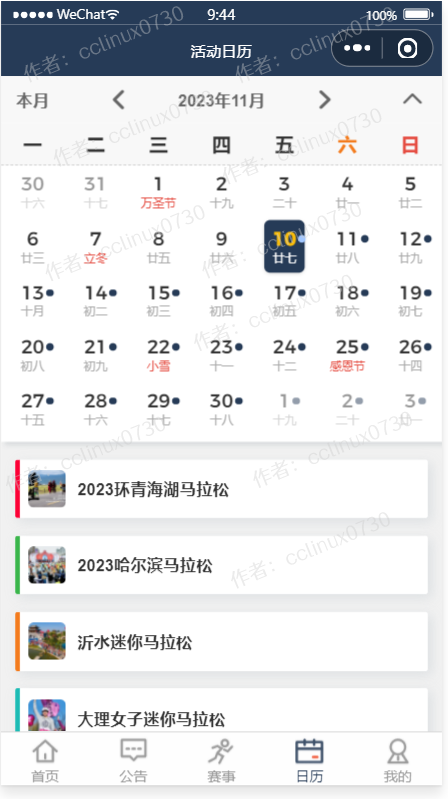 WeChat 9:44 100%
活动日历
本月 2023年11月
一 二 三 四 五 六 日
30 31 1 2 3 4 5
十六 十七 万圣节 十九 二十 廿一 廿二
6 7 8 9 10 11 12
廿三 立冬 廿五 廿六 廿七 廿八 廿九
13 14 15 16 17 18 19
十月 初二 初三 初四 初五 初六 初七
20 21 22 23 24 25 26
初八 初九 小雪 十一 十二 感恩节 十四
27 28 29 30 1 2 3
十五 十六 十七 十八 十九 二十 廿一
2023环青海湖马拉松
2023哈尔滨马拉松
沂水迷你马拉松
大理女子迷你马拉松
首页 公告 赛事 日历 我的
作者：cclinux0730